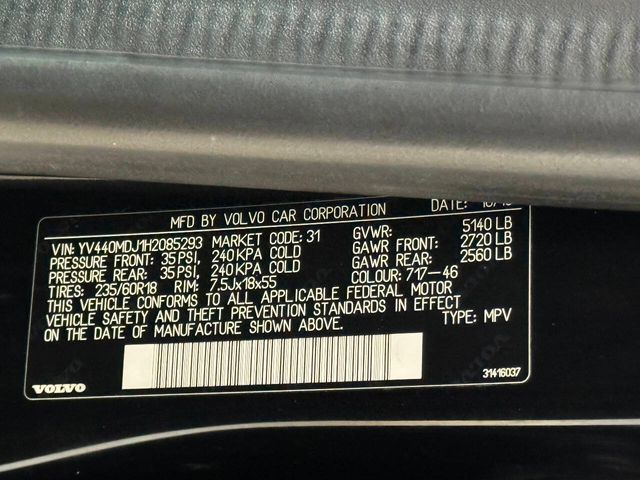 DATE:
MFD BY VOLVO CAR CORPORATION
VIN: YV440MDJ1H2085293 MARKET CODE: 31 GVWR: 5140 LB
PRESSURE FRONT: 35 PSI, 240 KPA COLD GAWR FRONT: 2720 LB
PRESSURE REAR: 35 PSI, 240 KPA COLD GAWR REAR: 2560 LB
TIRES: 235/60R18 RIM: 7.5Jx18x55 COLOUR: 717-46
THIS VEHICLE CONFORMS TO ALL APPLICABLE FEDERAL MOTOR
VEHICLE SAFETY AND THEFT PREVENTION STANDARDS IN EFFECT
ON THE DATE OF MANUFACTURE SHOWN ABOVE. TYPE: MPV
VOLVO 31416037